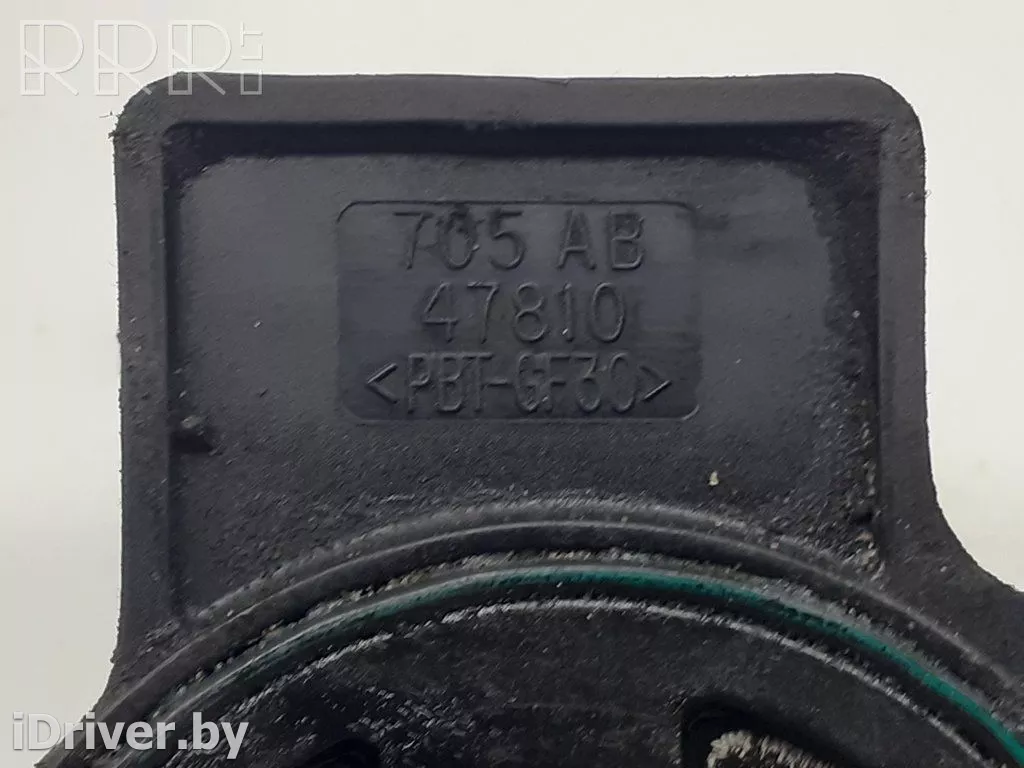 RRR
705 AB
47810
<PBT-GF30>
iDriver.by